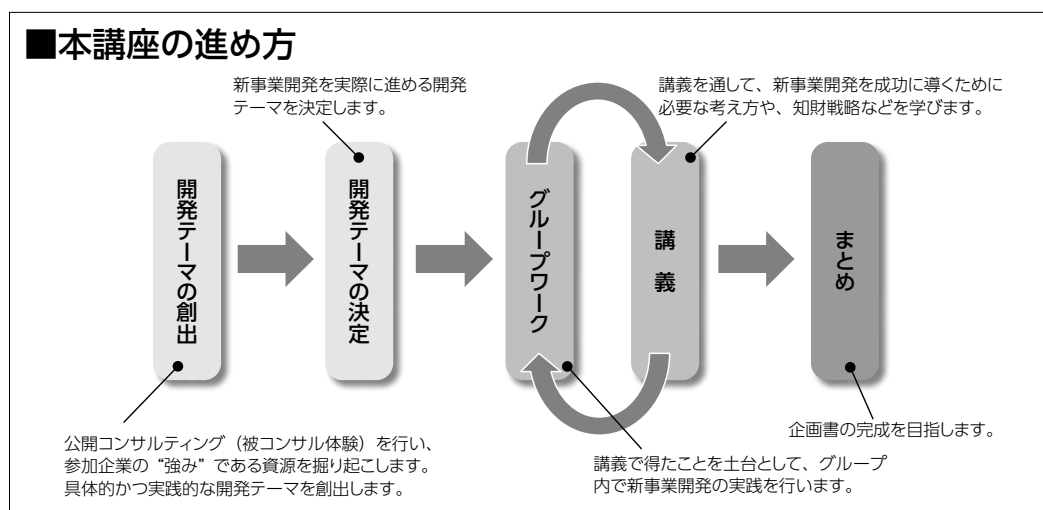 ■本講座の進め方
新事業開発を実際に進める開発
テーマを決定します。
講義を通して、新事業開発を成功に導くために
必要な考え方や、知財戦略などを学びます。
開発テーマの創出
開発テーマの決定
グループワーク
講義
まとめ
公開コンサルティング（被コンサル体験）を行い、
参加企業の“強み”である資源を掘り起こします。
具体的かつ実践的な開発テーマを創出します。
講義で得たことを土台として、グループ
内で新事業開発の実践を行います。
企画書の完成を目指します。